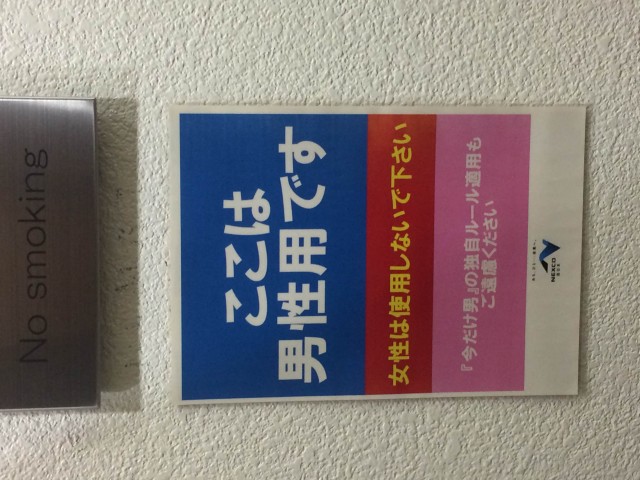 No smoking
ここは
男性用です
女性は使用しないで下さい
『今だけ男』の独自ルール適用も
ご遠慮ください
NEXCO